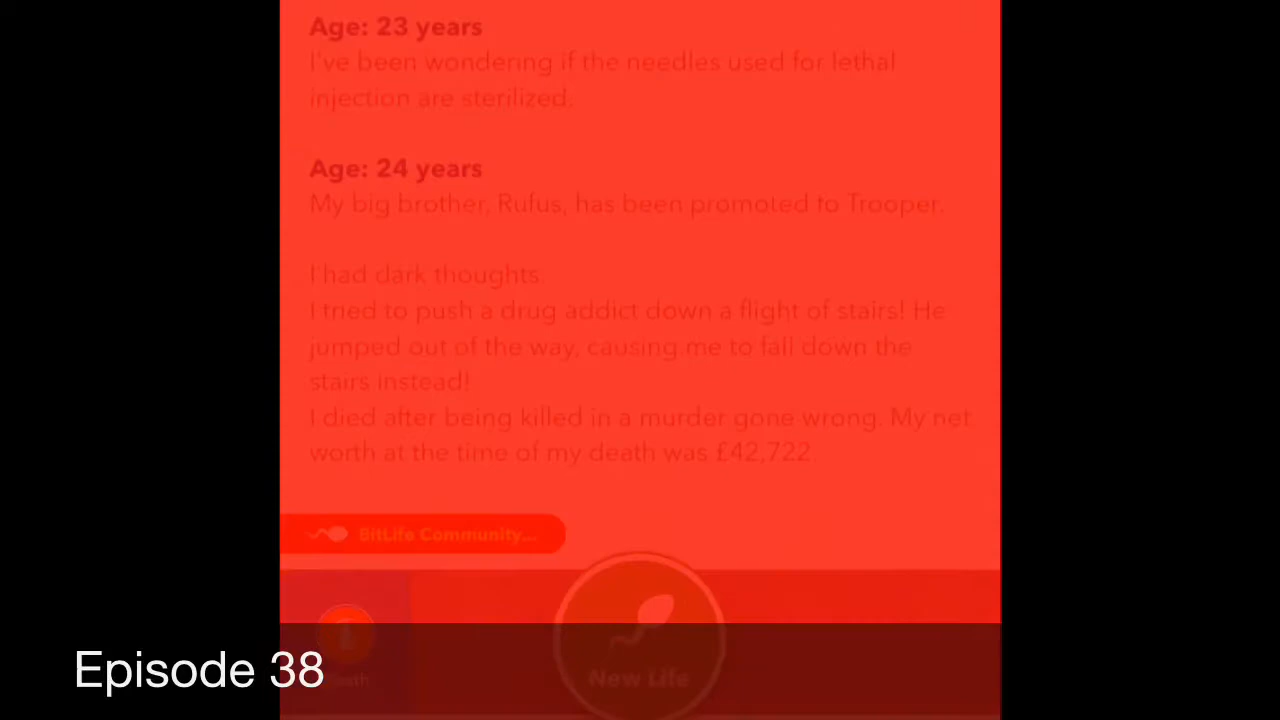 Age: 23 years
I've been wondering if the needles used for lethal
injection are sterilized.
Age: 24 years
My big brother, Rufus, has been promoted to Trooper.
I had dark thoughts
I tried to push a drug addict down a flight of stairs! He
jumped out of the way, causing me to fall down the
stairs instead!
I died after being killed in a murder gone wrong. My net
worth at the time of my death was £42,722.
BitLife Community...
New Life
Episode 38